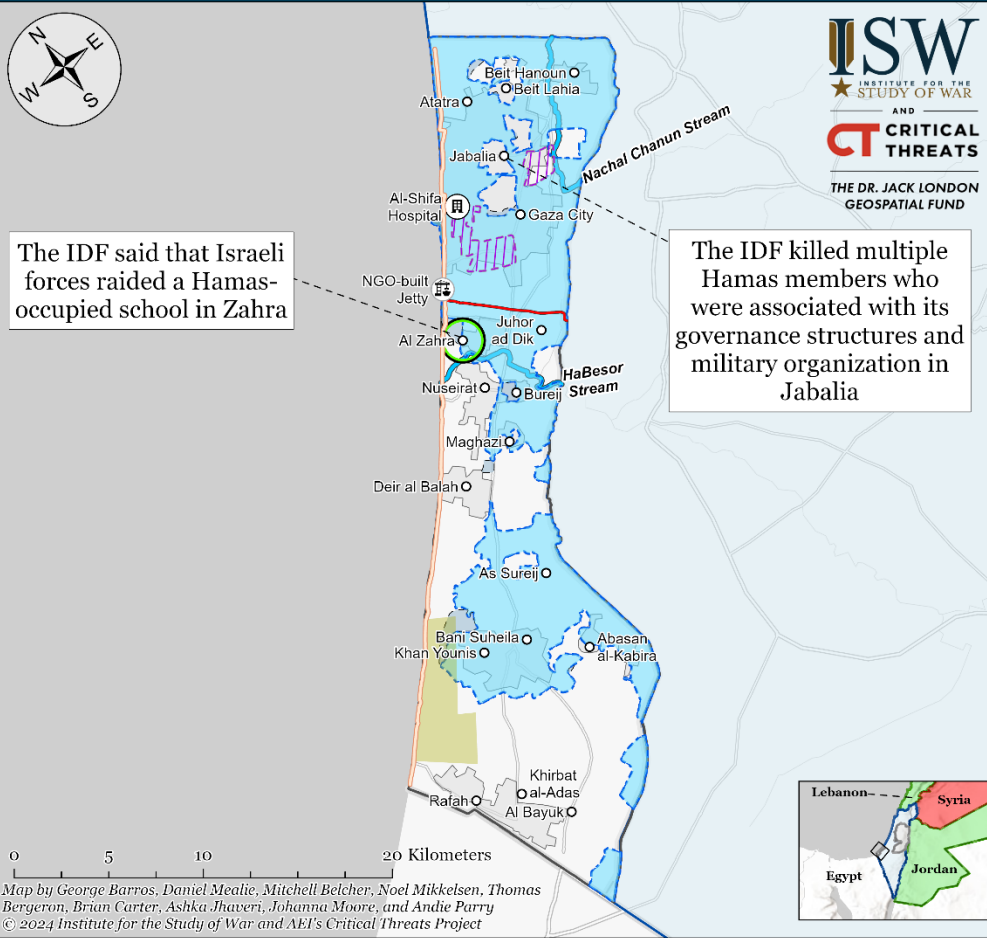 N
E
W
S
ISW
INSTITUTE FOR THE
STUDY OF WAR
AND
CT CRITICAL
THREATS
THE DR. JACK LONDON
GEOSPATIAL FUND
Beit Hanoun
Beit Lahia
Atatra
Nachal Chanun Stream
Jabalia
Al-Shifa
Hospital
Gaza City
The IDF said that Israeli
forces raided a Hamas-
occupied school in Zahra
The IDF killed multiple
Hamas members who
were associated with its
governance structures and
military organization in
Jabalia
NGO-built
Jetty
Juhor
ad Dik
Al Zahra
HaBesor
Stream
Nuseirat
Bureij
Maghazi
Deir al Balah
As Sureij
Bani Suheila
Khan Younis
Abasan
al-Kabira
Khirbat
al-Adas
Rafah
Al Bayuk
Lebanon
Syria
Egypt
Jordan
0 5 10 20 Kilometers
Map by George Barros, Daniel Mealie, Mitchell Belcher, Noel Mikkelsen, Thomas
Bergeron, Brian Carter, Ashka Jhaveri, Johanna Moore, and Andie Parry
© 2024 Institute for the Study of War and AEI's Critical Threats Project